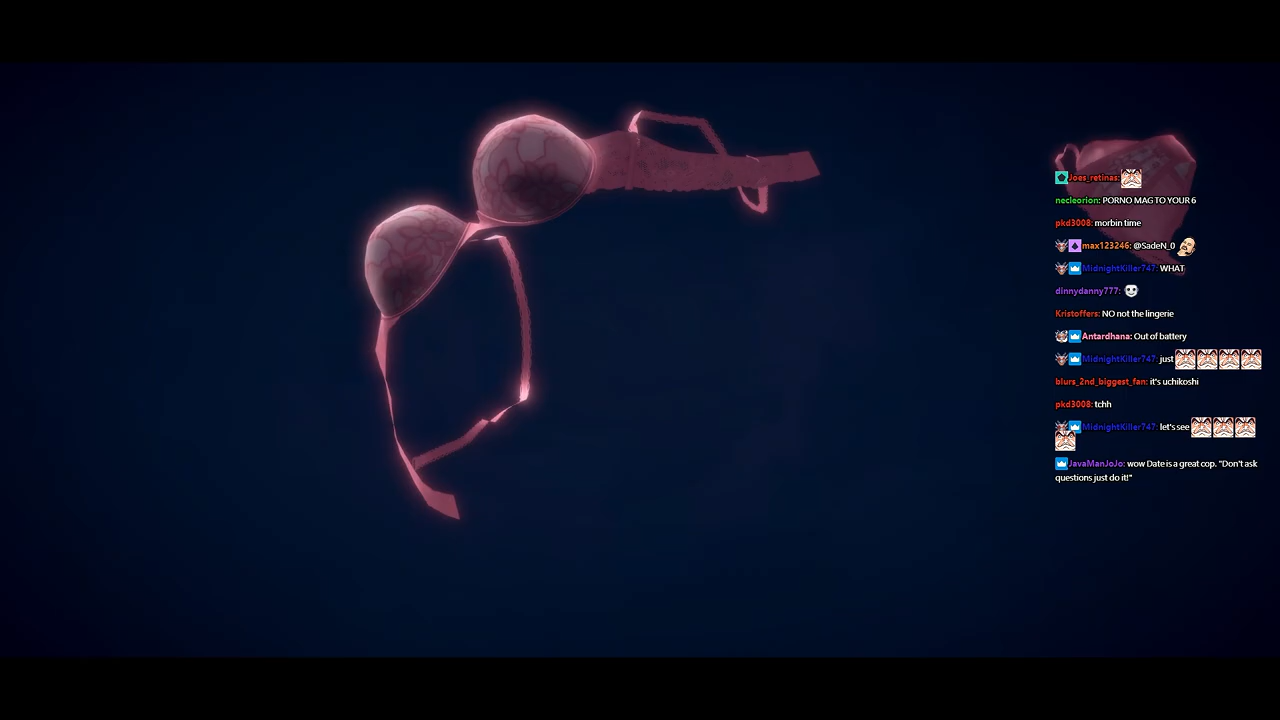 Joes_retinas:
necleorion: PORNO MAG TO YOUR 6
pkd3008: morbin time
max123246: @SadeN_0
MidnightKiller747: WHAT
dinnydanny777:
Kristoffers: NO not the lingerie
Antardhana: Out of battery
MidnightKiller747: just
blurs_2nd_biggest_fan: it's uchikoshi
pkd3008: tchh
MidnightKiller747: let's see
JavaManJoJo: wow Date is a great cop. "Don't ask
questions just do it!"